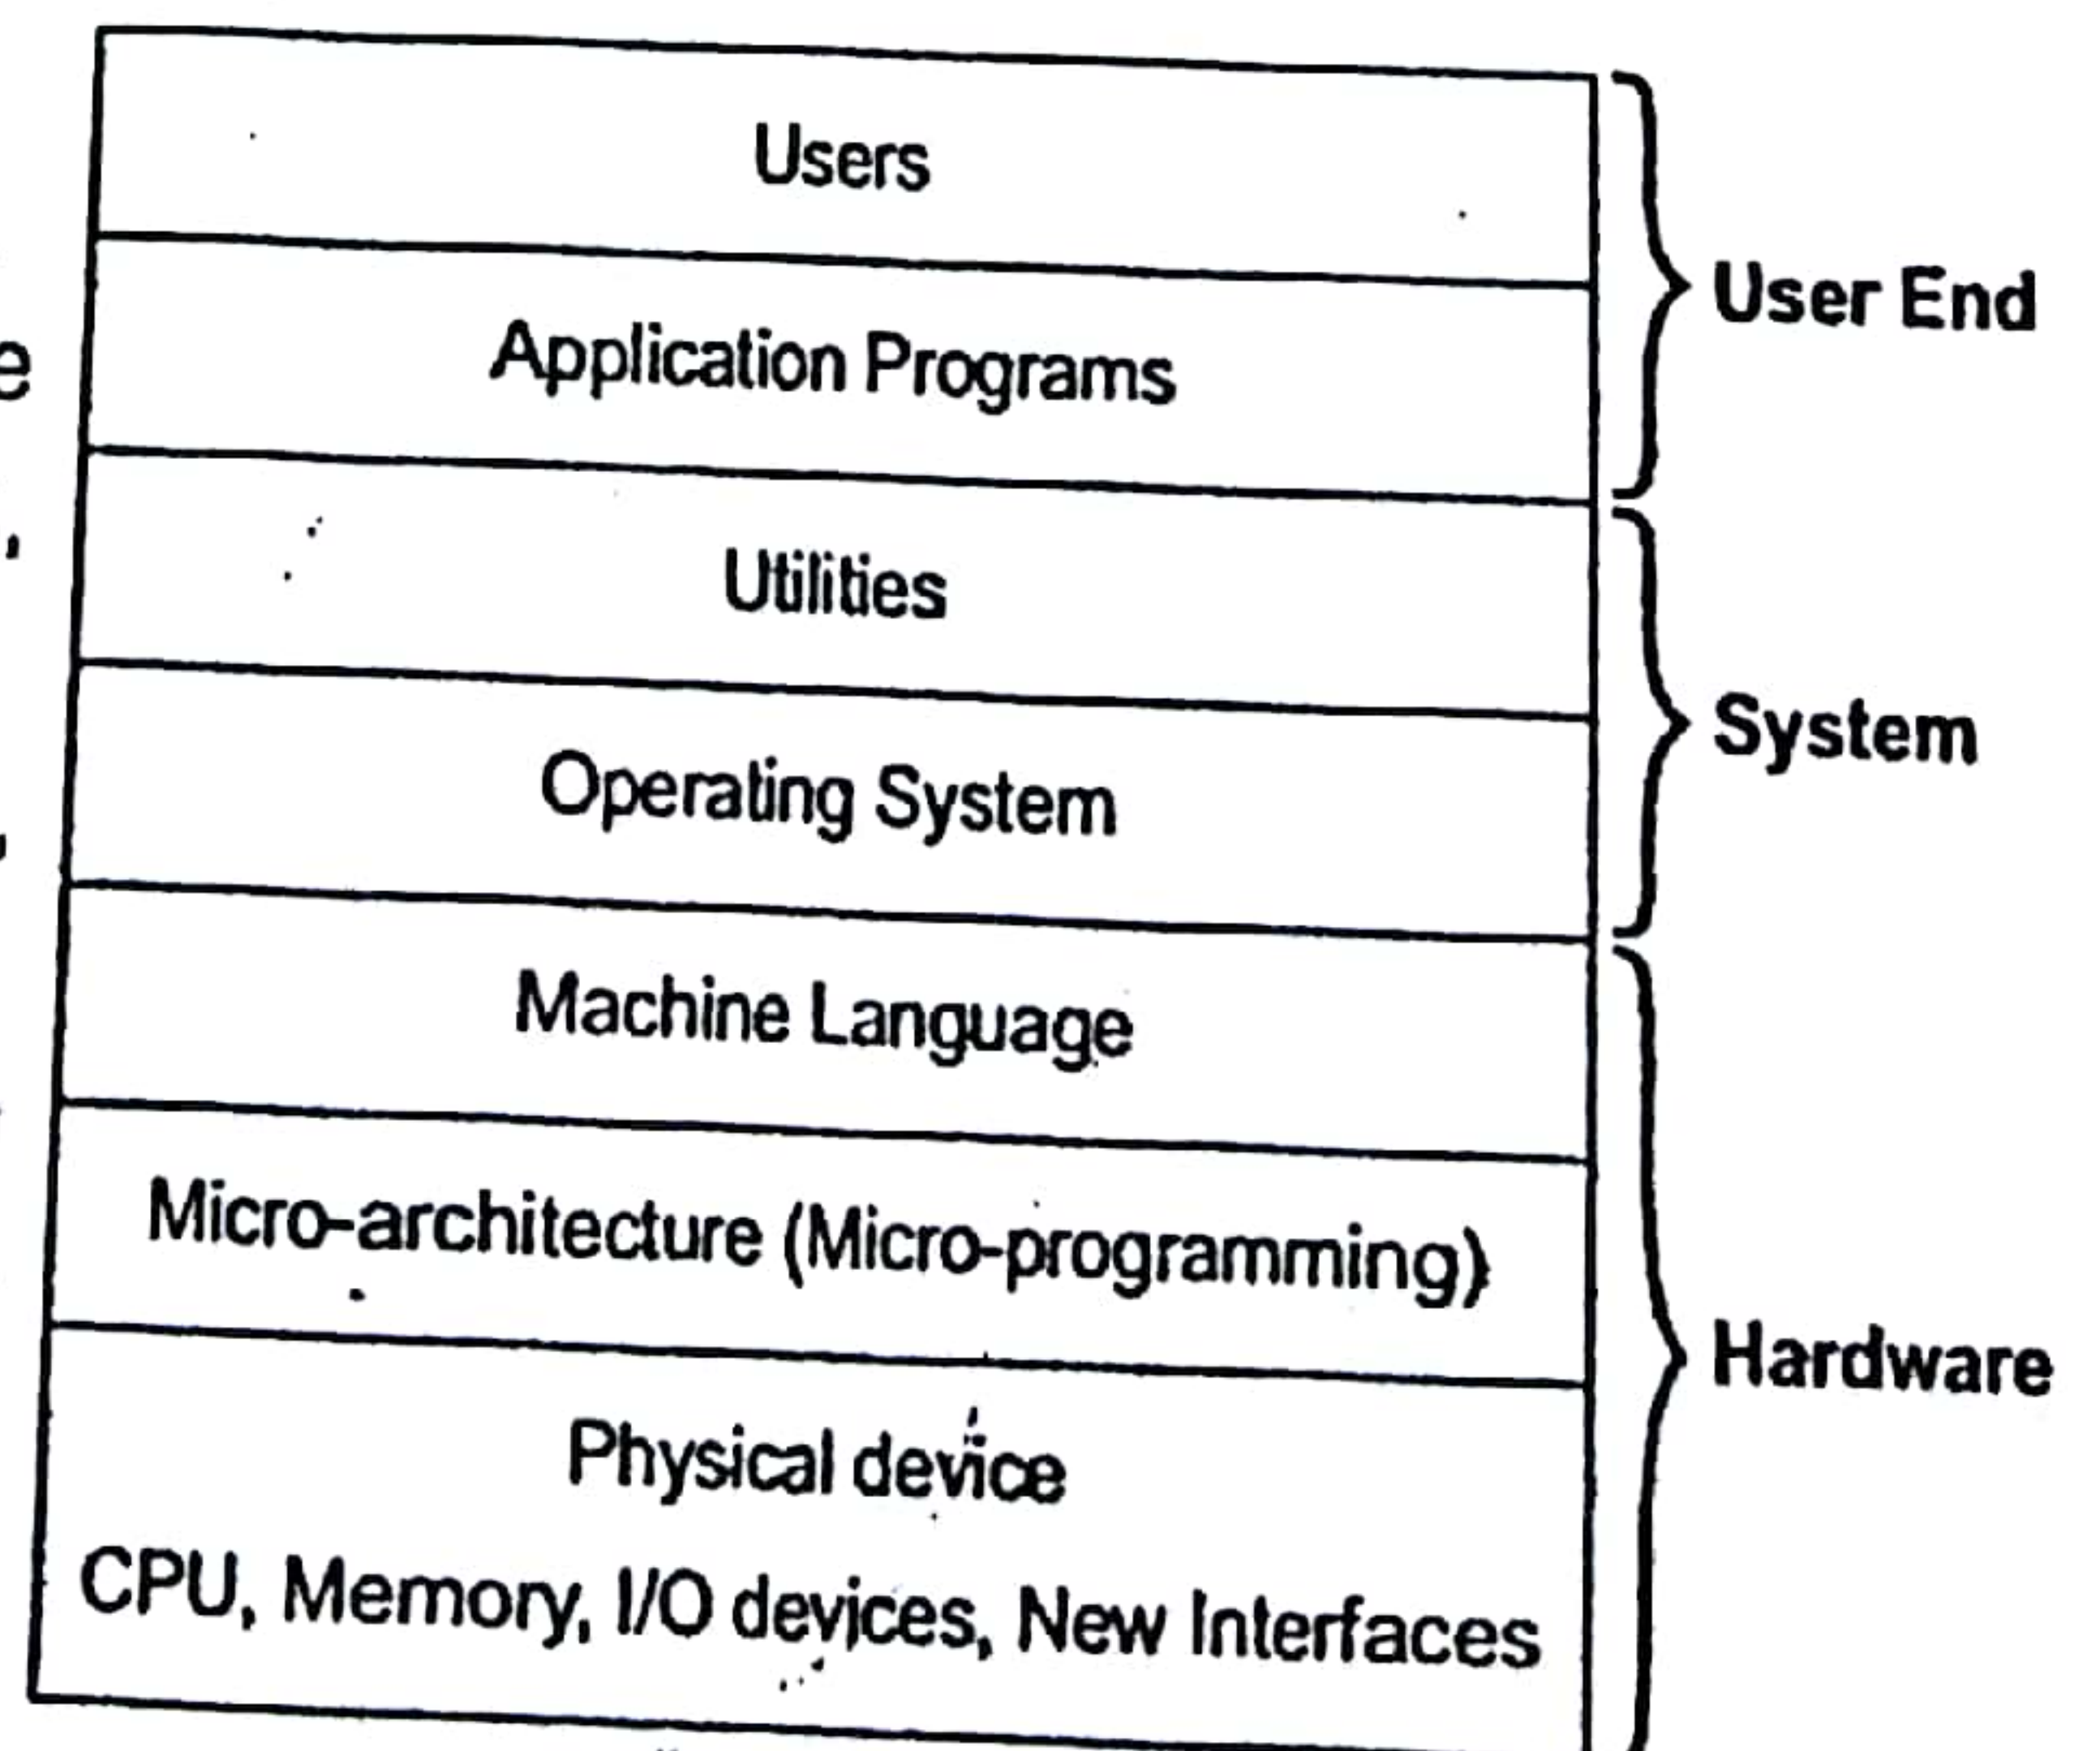 Users
Application Programs
User End
Utilities
Operating System
System
Machine Language
Micro-architecture (Micro-programming)
Physical device
CPU, Memory, I/O devices, New Interfaces
Hardware